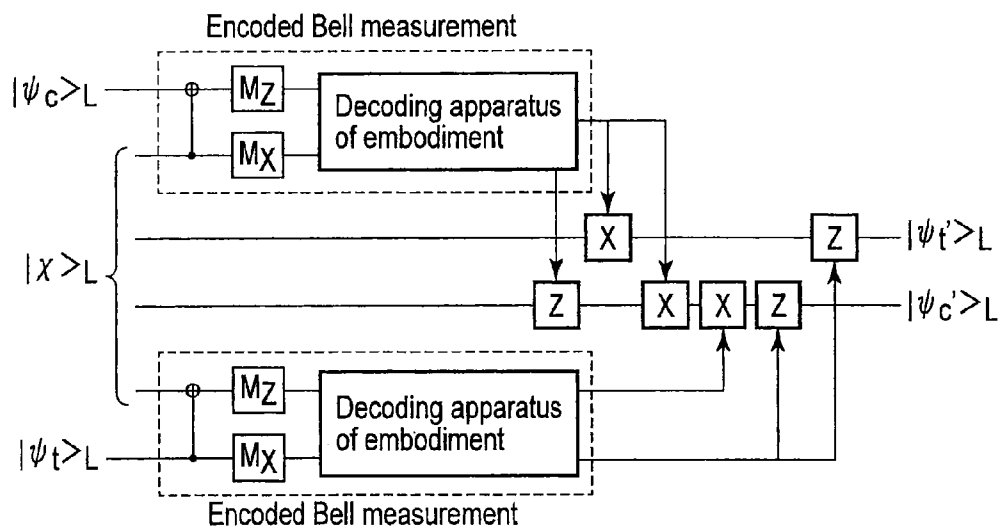 Encoded Bell measurement
|ψc>L
MZ
Decoding apparatus
of embodiment
MX
X
Z
|ψt'>L
|χ>L
Z
X
X
Z
|ψc'>L
MZ
Decoding apparatus
of embodiment
|ψt>L
MX
Encoded Bell measurement